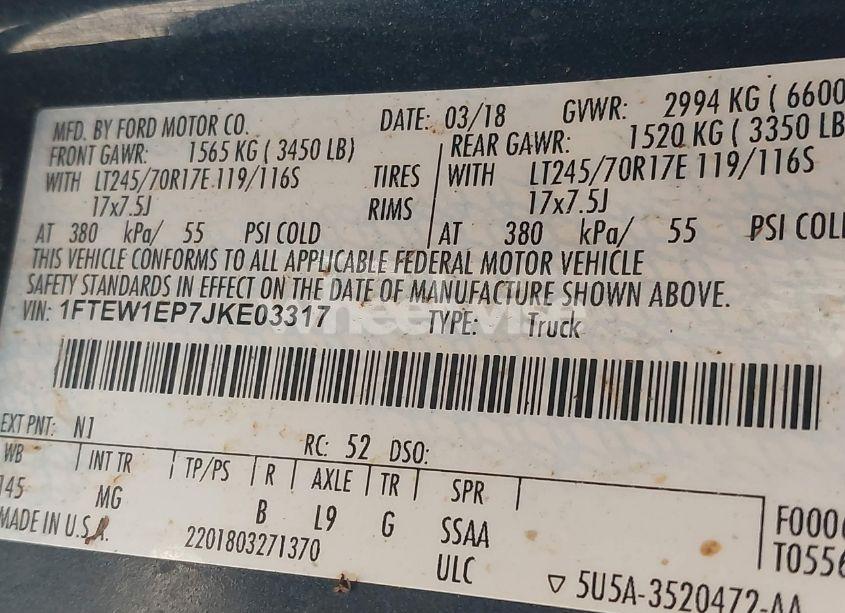 MFD. BY FORD MOTOR CO. DATE: 03/18 GVWR: 2994 KG ( 6600
FRONT GAWR: 1565 KG ( 3450 LB) REAR GAWR: 1520 KG ( 3350 LB
WITH LT245/70R17E 119/116S TIRES WITH LT245/70R17E 119/116S
17x7.5J RIMS 17x7.5J
AT 380 kPa/ 55 PSI COLD AT 380 kPa/ 55 PSI COL
THIS VEHICLE CONFORMS TO ALL APPLICABLE FEDERAL MOTOR VEHICLE
SAFETY STANDARDS IN EFFECT ON THE DATE OF MANUFACTURE SHOWN ABOVE.
VIN: 1FTEW1EP7JKE03317 TYPE: Truck
EXT PNT: N1 RC: 52 DSO:
WB INT TR TP/PS R AXLE TR SPR
145 MG B L9 G SSAA F000
MADE IN U.S.A. 2201803271370 ULC T0556
▽ 5U5A-3520472-AA